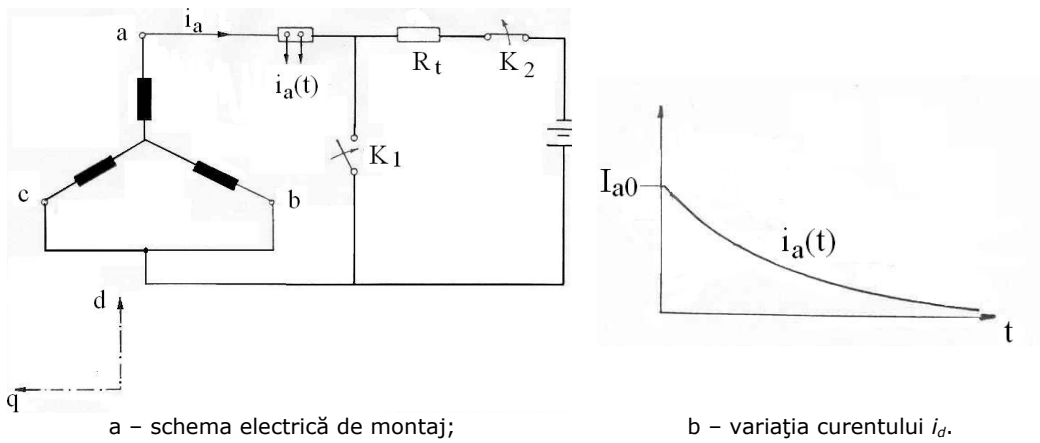 a
i_a
i_a(t)
R_t
K_2
K_1
c
b
d
q
I_a0
i_a(t)
t
a – schema electrică de montaj;
b – variaţia curentului i_d.